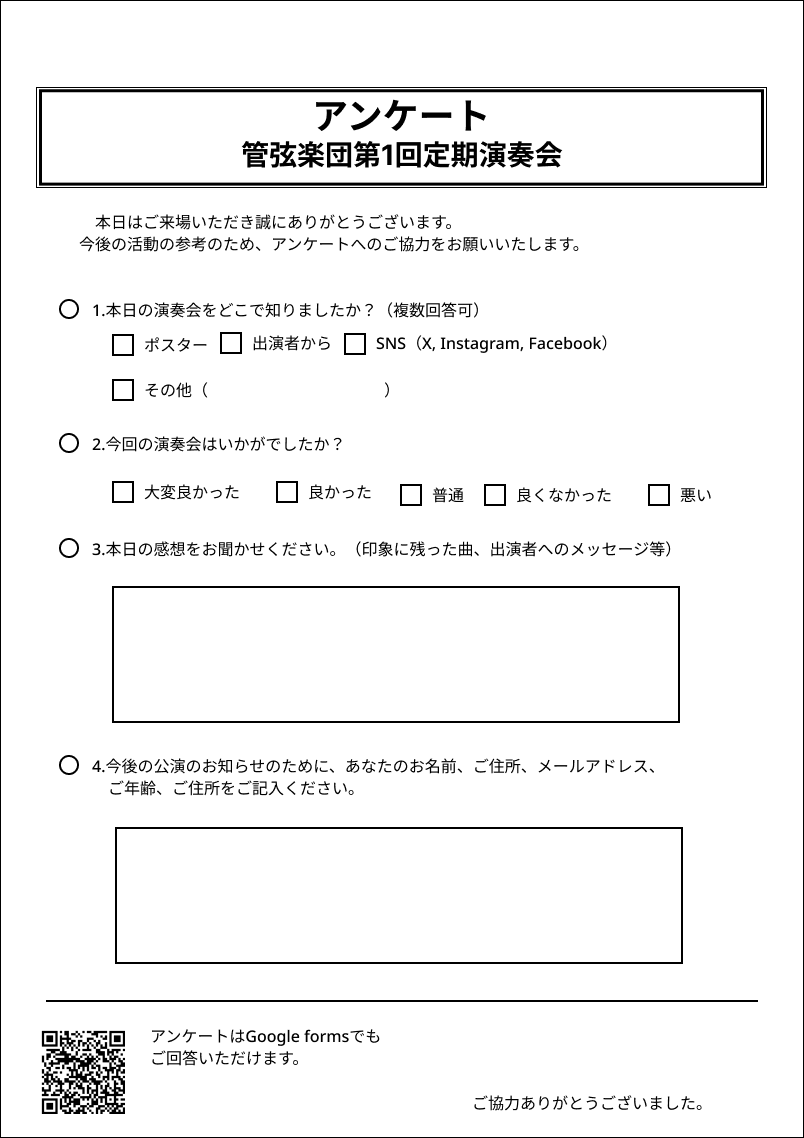 アンケート
管弦楽団第1回定期演奏会
本日はご来場いただき誠にありがとうございます。
今後の活動の参考のため、アンケートへのご協力をお願いいたします。
1.本日の演奏会をどこで知りましたか？（複数回答可）
ポスター 出演者から SNS（X, Instagram, Facebook）
その他（ ）
2.今回の演奏会はいかがでしたか？
大変良かった 良かった 普通 良くなかった 悪い
3.本日の感想をお聞かせください。（印象に残った曲、出演者へのメッセージ等）
4.今後の公演のお知らせのために、あなたのお名前、ご住所、メールアドレス、
ご年齢、ご住所をご記入ください。
アンケートはGoogle formsでも
ご回答いただけます。
ご協力ありがとうございました。